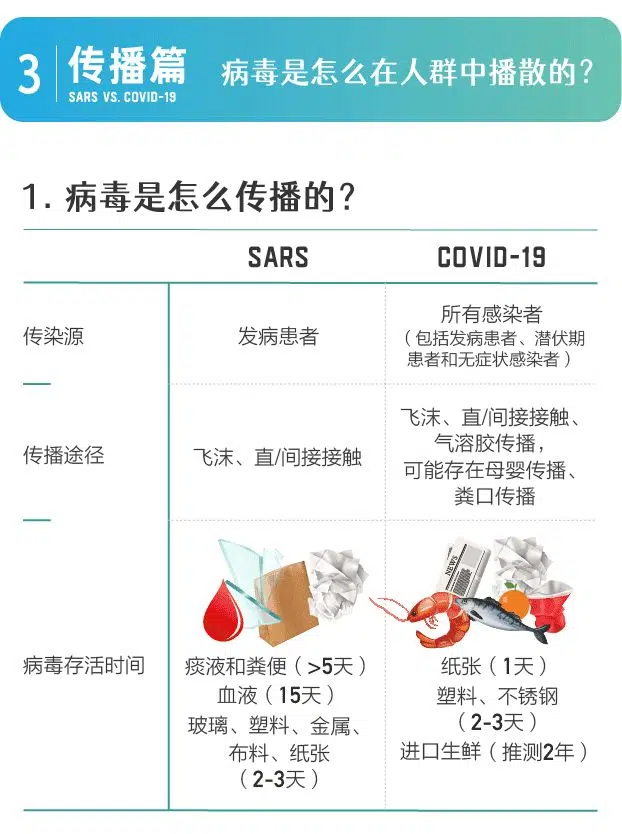 3 传播篇 病毒是怎么在人群中播散的？
SARS VS. COVID-19
1. 病毒是怎么传播的？
SARS COVID-19
传染源
发病患者
所有感染者
（包括发病患者、潜伏期
患者和无症状感染者）
传播途径
飞沫、直/间接接触
飞沫、直/间接接触、
气溶胶传播，
可能存在母婴传播、
粪口传播
NEWS
病毒存活时间
痰液和粪便（>5天）
血液（15天）
玻璃、塑料、金属、
布料、纸张
（2-3天）
纸张（1天）
塑料、不锈钢
（2-3天）
进口生鲜（推测2年）